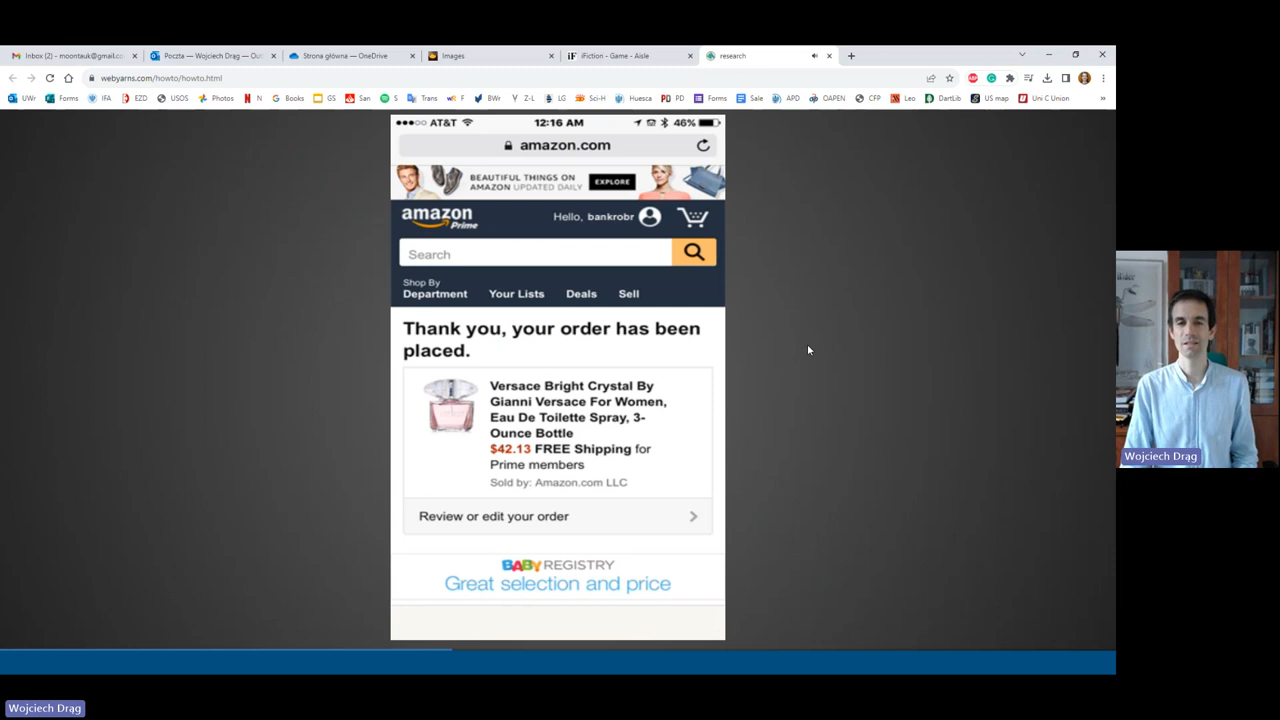 Inbox (2) - moontauk@gmail.co
Poczta — Wojciech Drąg — Out
Strona główna — OneDrive
Images
iFiction - Game - Aisle
research
webyarns.com/howto/howto.html
UWr
Forms
IFA
EZD
USOS
Photos
N
Books
GS
San
S
Trans
F
BWr
Z-L
LG
Sci-H
Huesca
PD
Forms
Sale
APD
OAPEN
CFP
Leo
DartLib
US map
Uni C Union
AT&T
12:16 AM
46%
amazon.com
BEAUTIFUL THINGS ON
AMAZON UPDATED DAILY
EXPLORE
amazon
Prime
Hello, bankrobr
Search
Shop By
Department
Your Lists
Deals
Sell
Thank you, your order has been
placed.
Versace Bright Crystal By
Gianni Versace For Women,
Eau De Toilette Spray, 3-
Ounce Bottle
$42.13 FREE Shipping for
Prime members
Sold by: Amazon.com LLC
Review or edit your order
BABY REGISTRY
Great selection and price
Wojciech Drąg
Wojciech Drąg